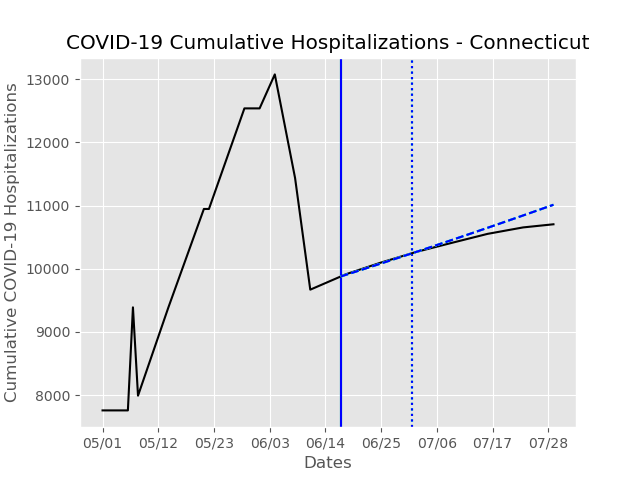 COVID-19 Cumulative Hospitalizations - Connecticut
Cumulative COVID-19 Hospitalizations
13000
12000
11000
10000
9000
8000
05/01 05/12 05/23 06/03 06/14 06/25 07/06 07/17 07/28
Dates